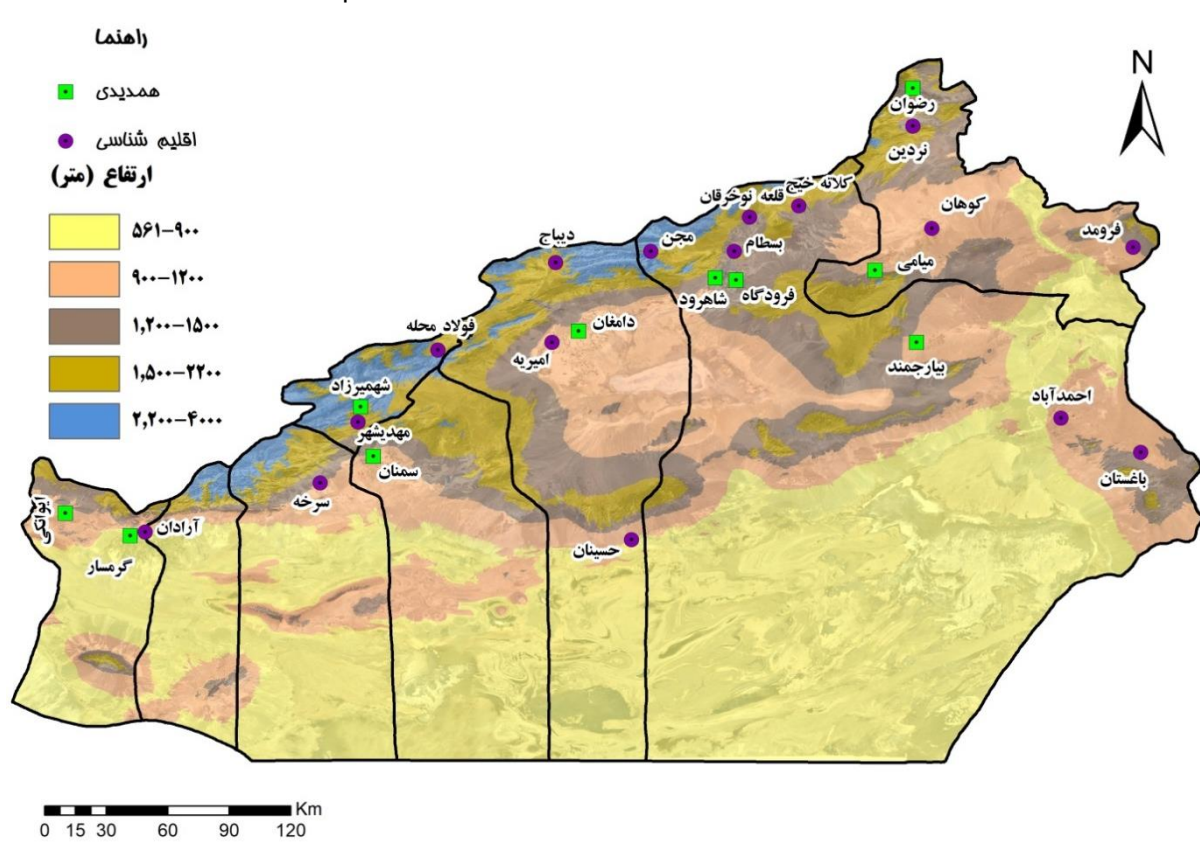 راهنما
همدیدی
اقلیم شناسی
ارتفاع (متر)
۵۶۱-۹۰۰
۹۰۰-۱۲۰۰
۱,۲۰۰-۱۵۰۰
۱,۵۰۰-۲۲۰۰
۲,۲۰۰-۴۰۰۰
N
رضوان
نردین
کلاته خیج
قلعه نوخرقان
کوهان
فرومد
مجن
بسطام
دیباج
میامی
فرودگاه
شاهرود
دامغان
فولاد محله
امیریه
بیارجمند
شهمیرزاد
احمدآباد
مهدیشهر
سمنان
باغستان
سرخه
ایوانکی
آرادان
حسینان
گرمسار
Km
0 15 30 60 90 120